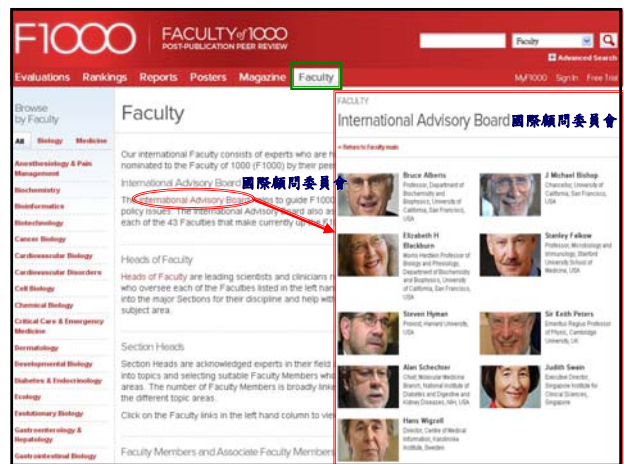 F1000
FACULTY of 1000
POST-PUBLICATION PEER REVIEW
Faculty
Advanced Search
Evaluations Rankings Reports Posters Magazine Faculty
MyF1000 Sign In Free Trial
Browse
by Faculty
All Biology Medicine
Anesthesiology & Pain
Management
Biochemistry
Bioinformatics
Biotechnology
Cancer Biology
Cardiovascular Biology
Cardiovascular Disorders
Cell Biology
Chemical Biology
Critical Care & Emergency
Medicine
Dermatology
Developmental Biology
Diabetes & Endocrinology
Ecology
Evolutionary Biology
Gastroenterology &
Hepatology
Gastrointestinal Biology
Faculty
Our international Faculty consists of experts who are
nominated to the Faculty of 1000 (F1000) by their
International Advisory Board
國際顧問委員會
The International Advisory Board to guide F1000
policy issues. The International Advisory Board also
each of the 43 Faculties that make currently up the
Heads of Faculty
Heads of Faculty are leading scientists and clinicians
who oversee each of the Faculties listed in the left
into the major Sections for their discipline and help
subject area.
Section Heads
Section Heads are acknowledged experts in their field
into topics and selecting suitable Faculty Members
areas. The number of Faculty Members is broadly
the different topic areas.
Click on the Faculty links in the left hand column to
Faculty Members and Associate Faculty Members
FACULTY
International Advisory Board 國際顧問委員會
« Return to Faculty main
Bruce Alberts
Professor, Department of
Biochemistry and
Biophysics, University of
California, San Francisco,
USA
J Michael Bishop
Chancellor, University of
California, San Francisco,
USA
Elizabeth H
Blackburn
Morris Herztein Professor of
Biology and Physiology,
Department of Biochemistry
and Biophysics, University of
California, San Francisco,
USA
Stanley Falkow
Professor, Microbiology and
Immunology, Stanford
University School of
Medicine, USA
Steven Hyman
Provost, Harvard University,
USA
Sir Keith Peters
Emeritus Regius Professor
of Physic, Cambridge
University, UK
Alan Schechter
Chief, Molecular Medicine
Branch, National Institute of
Diabetes and Digestive and
Kidney Diseases, NIH, USA
Judith Swain
Executive Director,
Singapore Institute for
Clinical Sciences,
Singapore
Hans Wigzell
Director, Centre of Medical
Information, Karolinska
Institute, Sweden